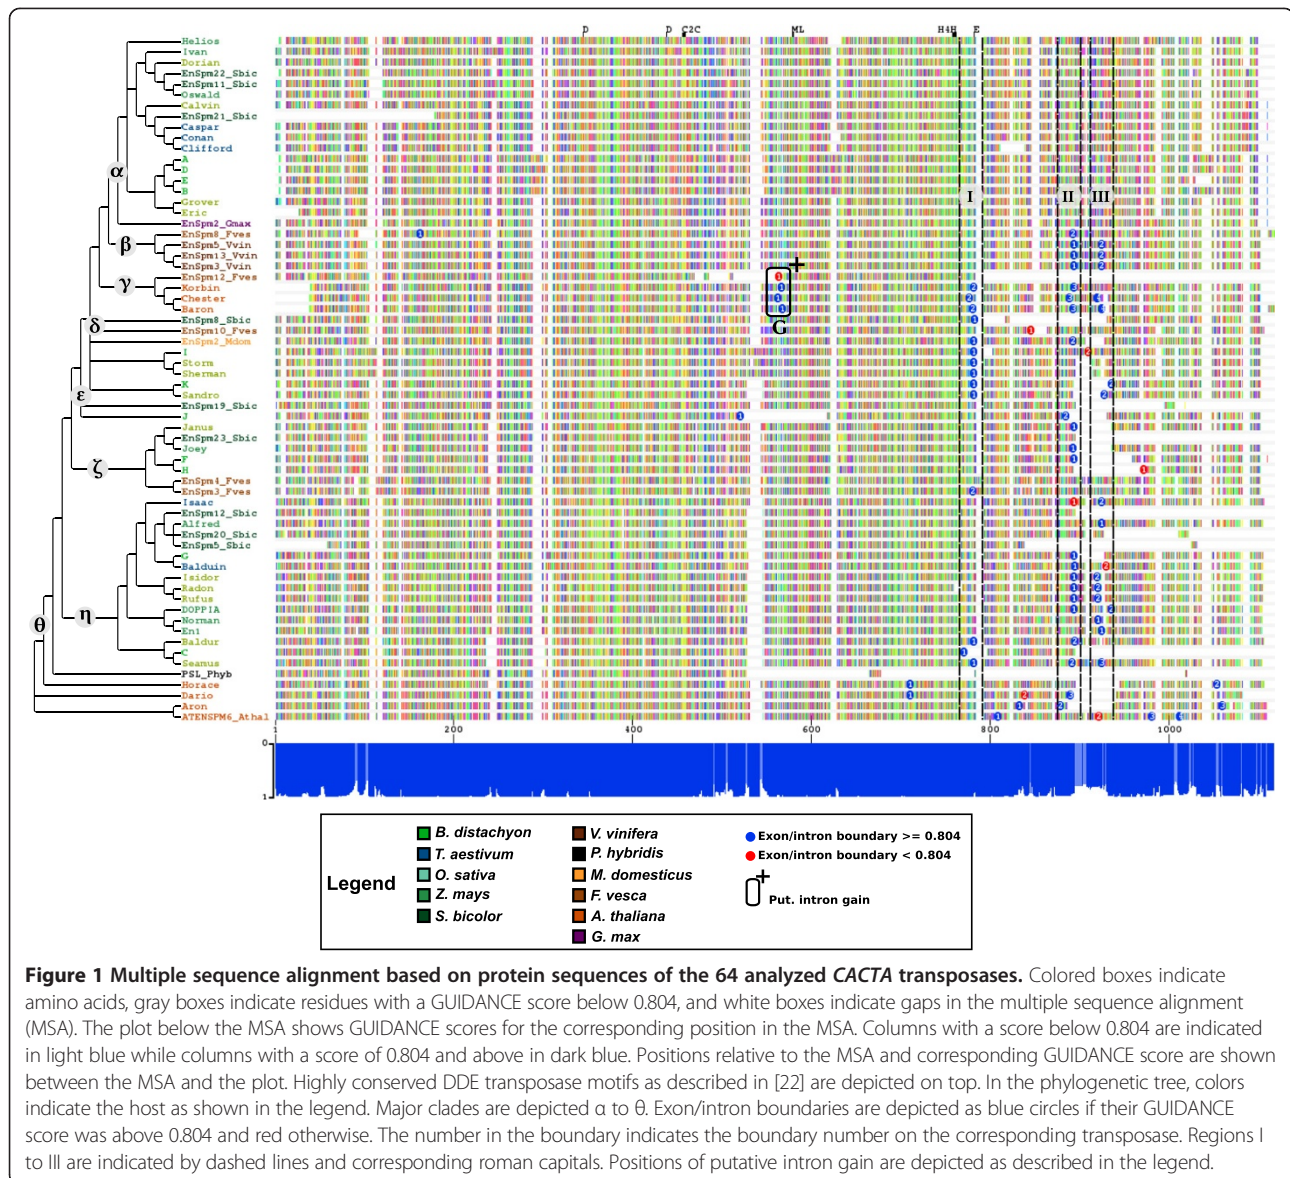 D D C2C ML H4H E
Helios
Ivan
Dorian
EnSpm22_Sbic
EnSpm11_Sbic
Oswald
Calvin
EnSpm21_Sbic
Caspar
Conan
Clifford
A
D
E
B
Grover
Eric
EnSpm2_Gmax
EnSpm8_Fves
EnSpm5_Vvin
EnSpm13_Vvin
EnSpm3_Vvin
EnSpm12_Fves
Korbin
Chester
Baron
EnSpm8_Sbic
EnSpm10_Fves
EnSpm2_Mdom
I
Storm
Sherman
K
Sandro
EnSpm19_Sbic
J
Janus
EnSpm23_Sbic
Joey
F
H
EnSpm4_Fves
EnSpm3_Fves
Isaac
EnSpm12_Sbic
Alfred
EnSpm20_Sbic
EnSpm5_Sbic
G
Balduin
Isidor
Radon
Rufus
DOPPIA
Norman
En1
Baldur
C
Seamus
PSL_Phyb
Horace
Dario
Aron
ATENSPM6_Athal
α
β
γ
δ
ε
ζ
η
θ
I II III
+
G
1 200 400 600 800 1000
0
1
Legend
B. distachyon
T. aestivum
O. sativa
Z. mays
S. bicolor
V. vinifera
P. hybridis
M. domesticus
F. vesca
A. thaliana
G. max
Exon/intron boundary >= 0.804
Exon/intron boundary < 0.804
+
Put. intron gain
Figure 1 Multiple sequence alignment based on protein sequences of the 64 analyzed CACTA transposases. Colored boxes indicate
amino acids, gray boxes indicate residues with a GUIDANCE score below 0.804, and white boxes indicate gaps in the multiple sequence alignment
(MSA). The plot below the MSA shows GUIDANCE scores for the corresponding position in the MSA. Columns with a score below 0.804 are indicated
in light blue while columns with a score of 0.804 and above in dark blue. Positions relative to the MSA and corresponding GUIDANCE score are shown
between the MSA and the plot. Highly conserved DDE transposase motifs as described in [22] are depicted on top. In the phylogenetic tree, colors
indicate the host as shown in the legend. Major clades are depicted α to θ. Exon/intron boundaries are depicted as blue circles if their GUIDANCE
score was above 0.804 and red otherwise. The number in the boundary indicates the boundary number on the corresponding transposase. Regions I
to III are indicated by dashed lines and corresponding roman capitals. Positions of putative intron gain are depicted as described in the legend.